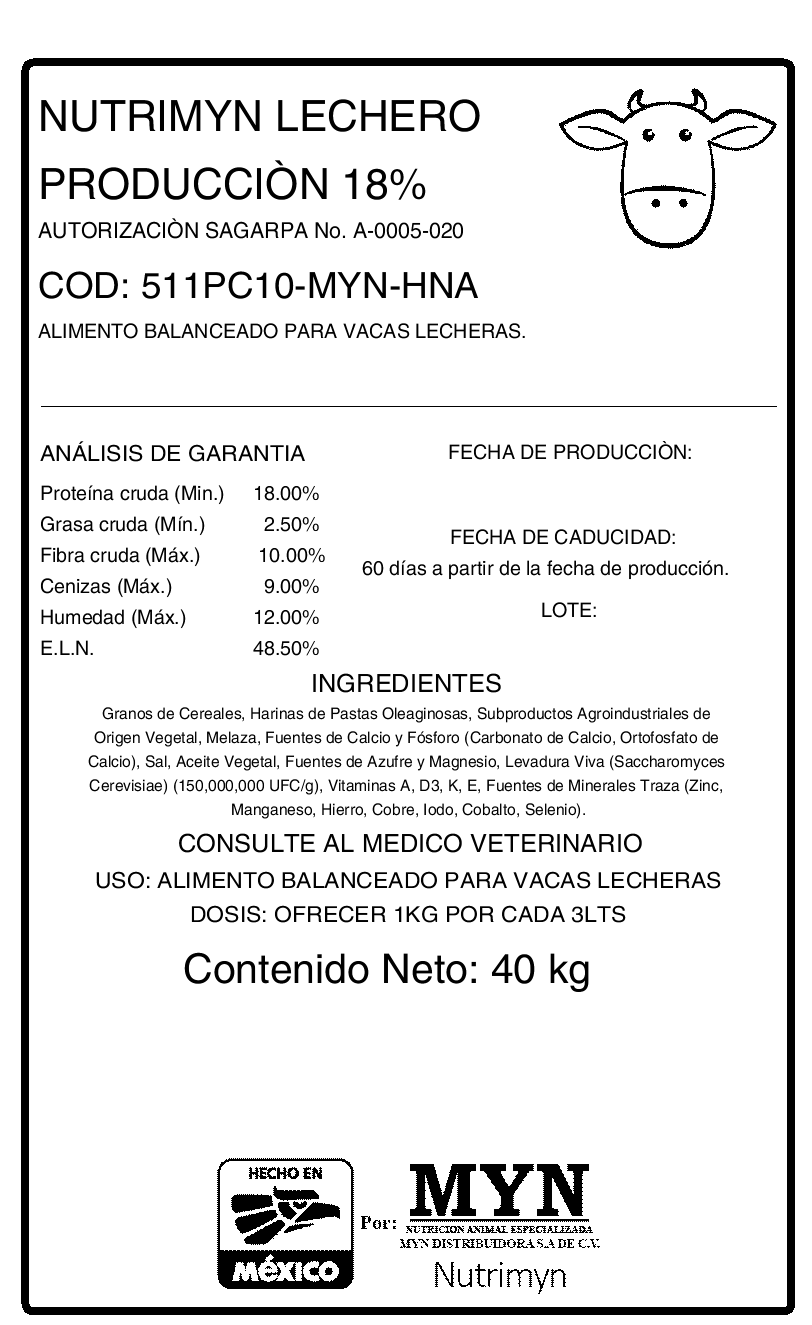 NUTRIMYN LECHERO
PRODUCCIÒN 18%
AUTORIZACIÒN SAGARPA No. A-0005-020
COD: 511PC10-MYN-HNA
ALIMENTO BALANCEADO PARA VACAS LECHERAS.
ANÁLISIS DE GARANTIA
Proteína cruda (Min.) 18.00%
Grasa cruda (Mín.) 2.50%
Fibra cruda (Máx.) 10.00%
Cenizas (Máx.) 9.00%
Humedad (Máx.) 12.00%
E.L.N. 48.50%
FECHA DE PRODUCCIÒN:
FECHA DE CADUCIDAD:
60 días a partir de la fecha de producción.
LOTE:
INGREDIENTES
Granos de Cereales, Harinas de Pastas Oleaginosas, Subproductos Agroindustriales de
Origen Vegetal, Melaza, Fuentes de Calcio y Fósforo (Carbonato de Calcio, Ortofosfato de
Calcio), Sal, Aceite Vegetal, Fuentes de Azufre y Magnesio, Levadura Viva (Saccharomyces
Cerevisiae) (150,000,000 UFC/g), Vitaminas A, D3, K, E, Fuentes de Minerales Traza (Zinc,
Manganeso, Hierro, Cobre, Iodo, Cobalto, Selenio).
CONSULTE AL MEDICO VETERINARIO
USO: ALIMENTO BALANCEADO PARA VACAS LECHERAS
DOSIS: OFRECER 1KG POR CADA 3LTS
Contenido Neto: 40 kg
HECHO EN
MéXICO
Por:
MYN
NUTRICION ANIMAL ESPECIALIZADA
MYN DISTRIBUIDORA S.A DE C.V.
Nutrimyn